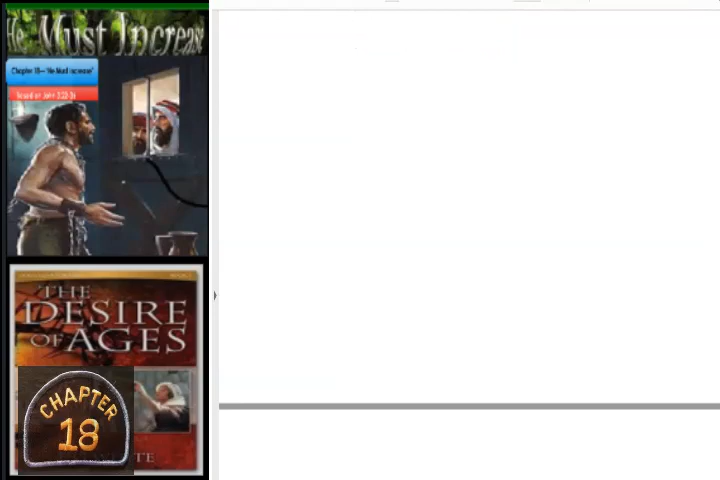 He Must Increase
Chapter 18—"He Must Increase"
Based on John 3:22-36
THE
DESIRE
OF AGES
CHAPTER
18
TE